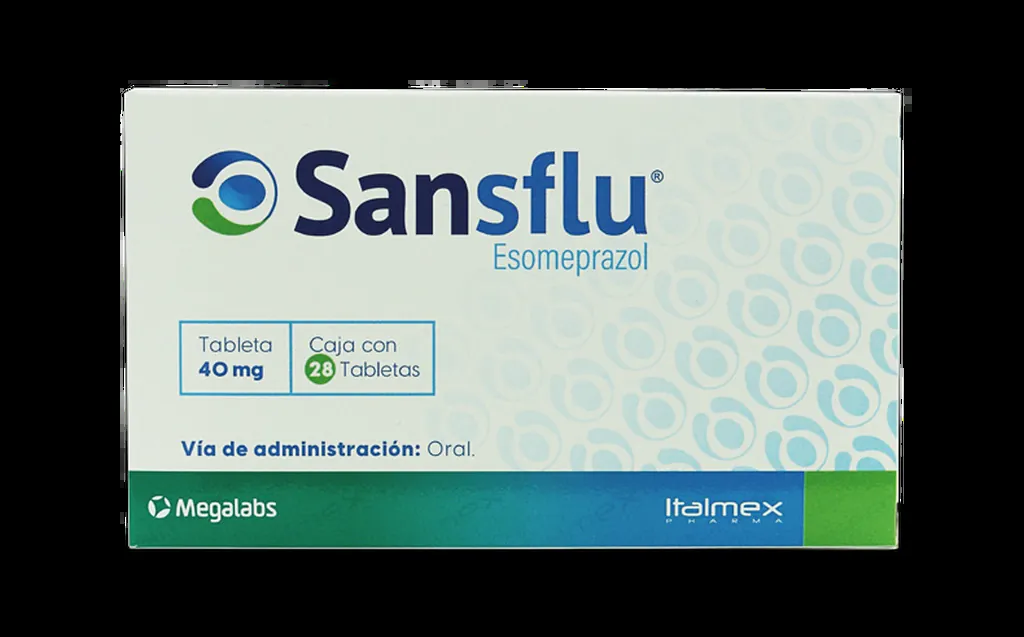 Sansflu®
Esomeprazol
Tableta
40 mg
Caja con
28 Tabletas
Vía de administración: Oral.
Megalabs
Italmex
PHARMA